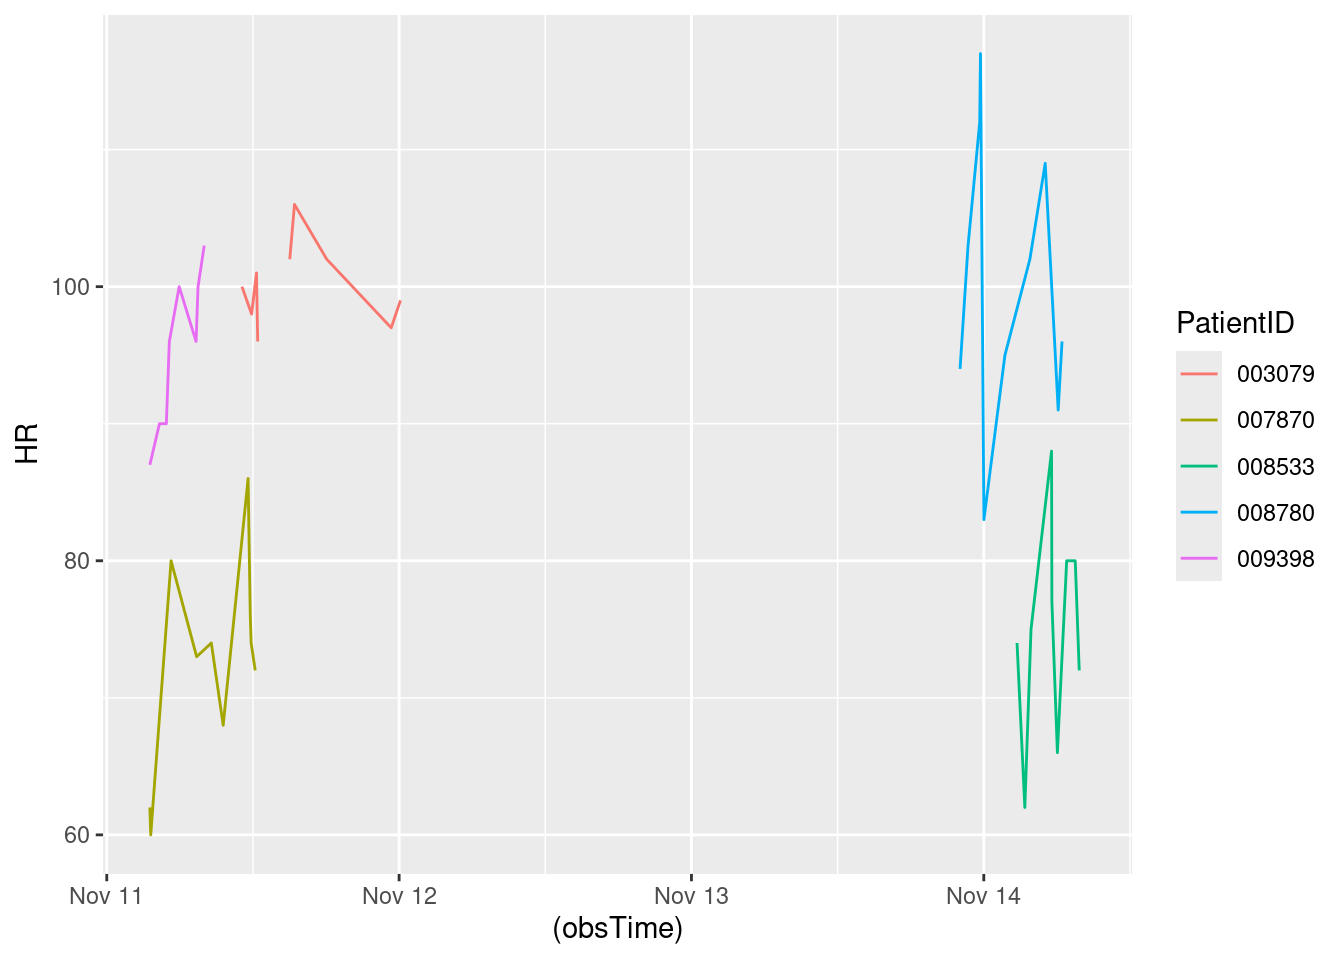 HR
100
80
60
Nov 11
Nov 12
Nov 13
Nov 14
(obsTime)
PatientID
003079
007870
008533
008780
009398